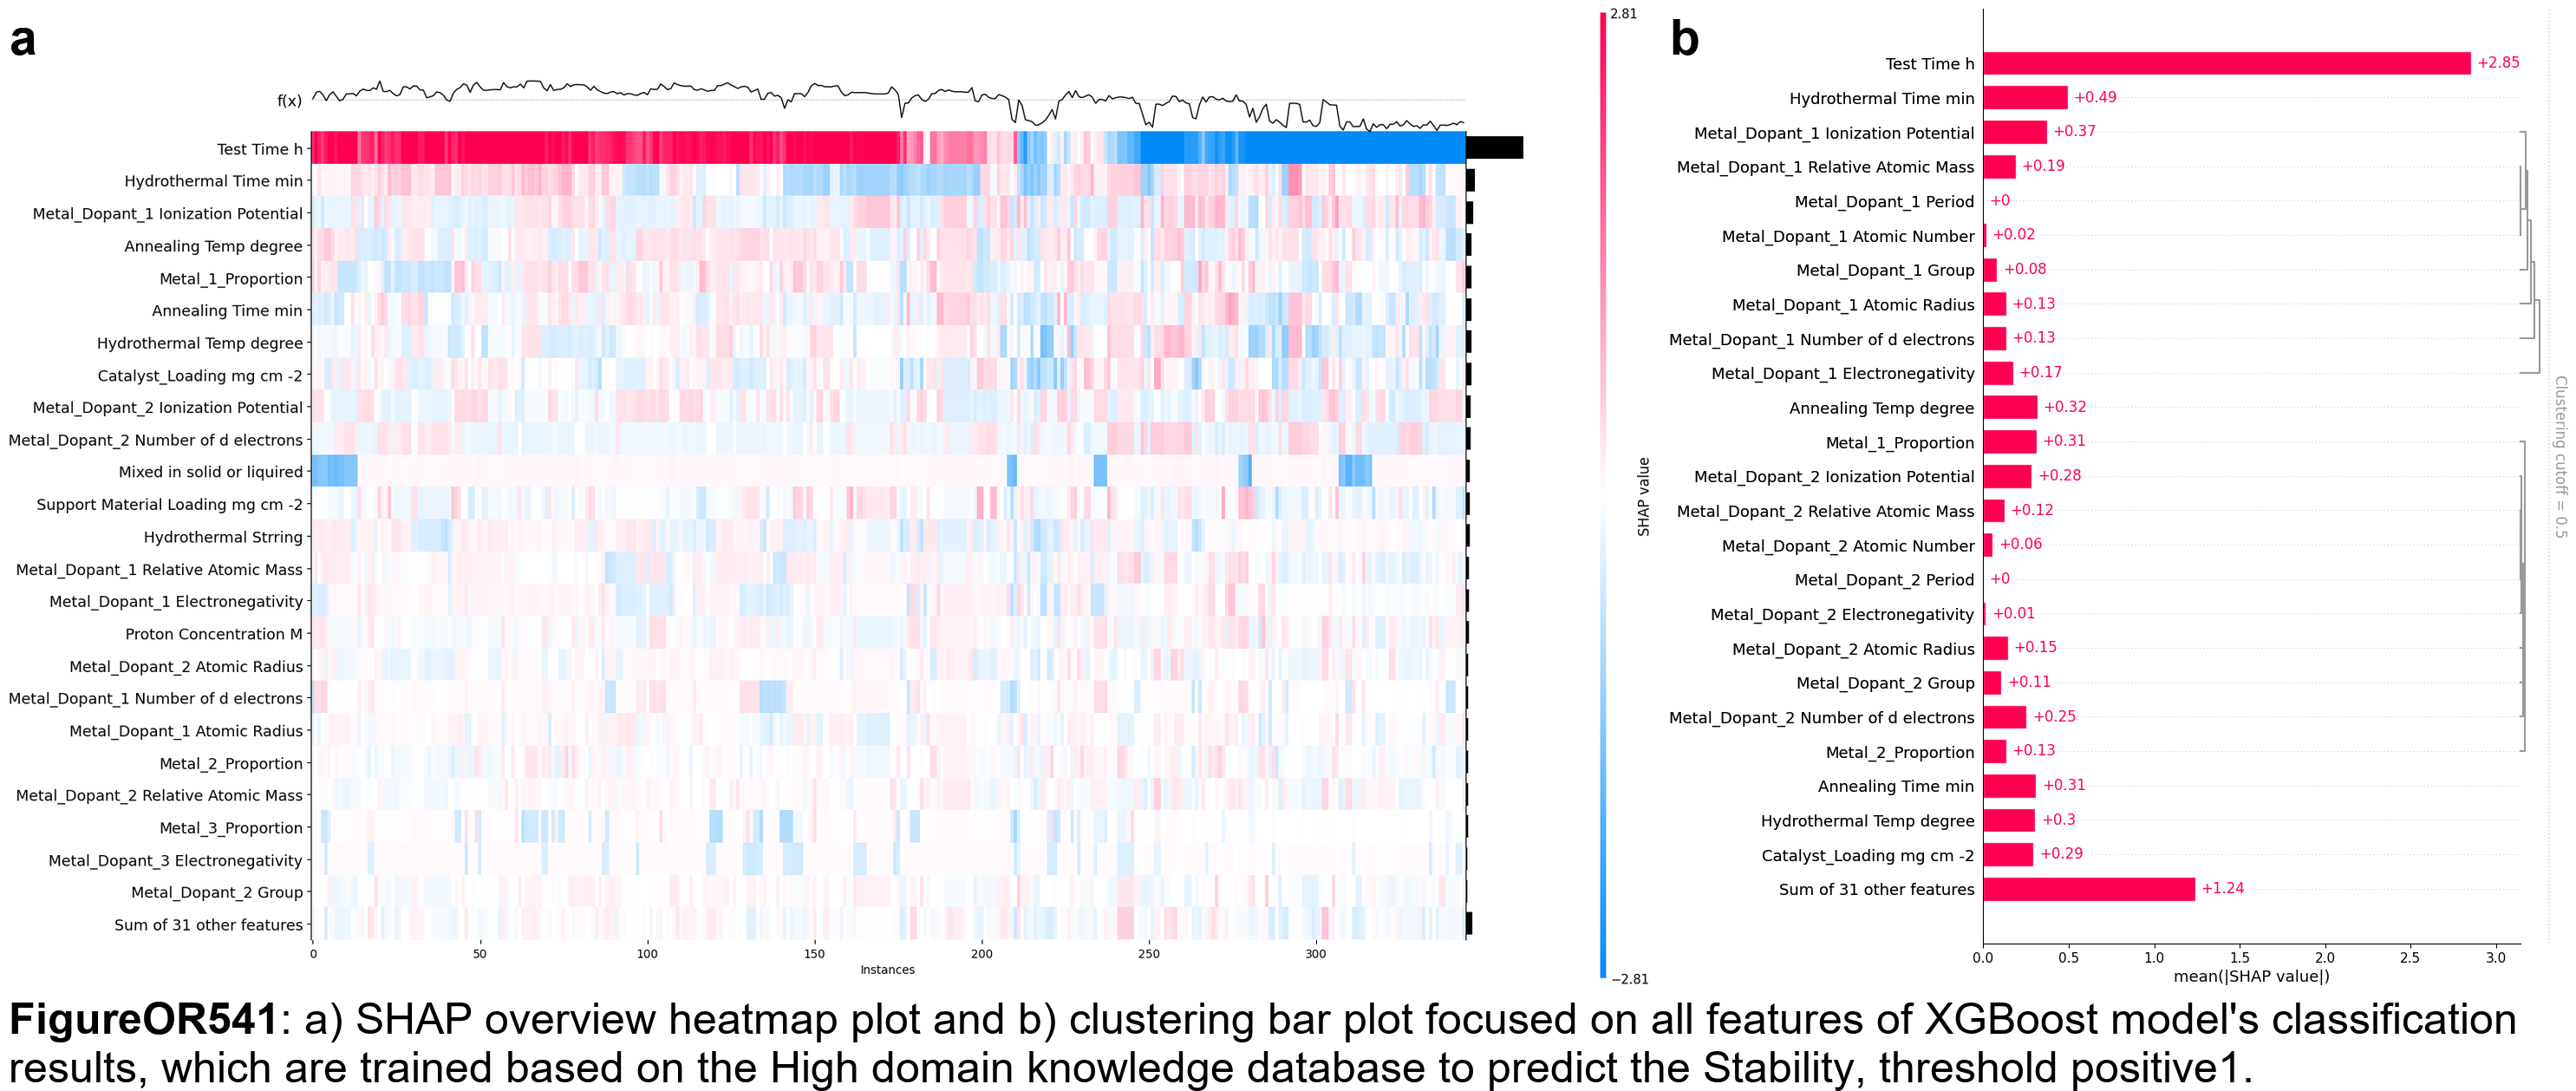 a
f(x)
Test Time h
Hydrothermal Time min
Metal_Dopant_1 Ionization Potential
Annealing Temp degree
Metal_1_Proportion
Annealing Time min
Hydrothermal Temp degree
Catalyst_Loading mg cm -2
Metal_Dopant_2 Ionization Potential
Metal_Dopant_2 Number of d electrons
Mixed in solid or liquired
Support Material Loading mg cm -2
Hydrothermal Strring
Metal_Dopant_1 Relative Atomic Mass
Metal_Dopant_1 Electronegativity
Proton Concentration M
Metal_Dopant_2 Atomic Radius
Metal_Dopant_1 Number of d electrons
Metal_Dopant_1 Atomic Radius
Metal_2_Proportion
Metal_Dopant_2 Relative Atomic Mass
Metal_3_Proportion
Metal_Dopant_3 Electronegativity
Metal_Dopant_2 Group
Sum of 31 other features
0 50 100 150 200 250 300
Instances
2.81
SHAP value
−2.81
b
Test Time h +2.85
Hydrothermal Time min +0.49
Metal_Dopant_1 Ionization Potential +0.37
Metal_Dopant_1 Relative Atomic Mass +0.19
Metal_Dopant_1 Period +0
Metal_Dopant_1 Atomic Number +0.02
Metal_Dopant_1 Group +0.08
Metal_Dopant_1 Atomic Radius +0.13
Metal_Dopant_1 Number of d electrons +0.13
Metal_Dopant_1 Electronegativity +0.17
Annealing Temp degree +0.32
Metal_1_Proportion +0.31
Metal_Dopant_2 Ionization Potential +0.28
Metal_Dopant_2 Relative Atomic Mass +0.12
Metal_Dopant_2 Atomic Number +0.06
Metal_Dopant_2 Period +0
Metal_Dopant_2 Electronegativity +0.01
Metal_Dopant_2 Atomic Radius +0.15
Metal_Dopant_2 Group +0.11
Metal_Dopant_2 Number of d electrons +0.25
Metal_2_Proportion +0.13
Annealing Time min +0.31
Hydrothermal Temp degree +0.3
Catalyst_Loading mg cm -2 +0.29
Sum of 31 other features +1.24
0.0 0.5 1.0 1.5 2.0 2.5 3.0
mean(|SHAP value|)
Clustering cutoff = 0.5
FigureOR541: a) SHAP overview heatmap plot and b) clustering bar plot focused on all features of XGBoost model's classification
results, which are trained based on the High domain knowledge database to predict the Stability, threshold positive1.